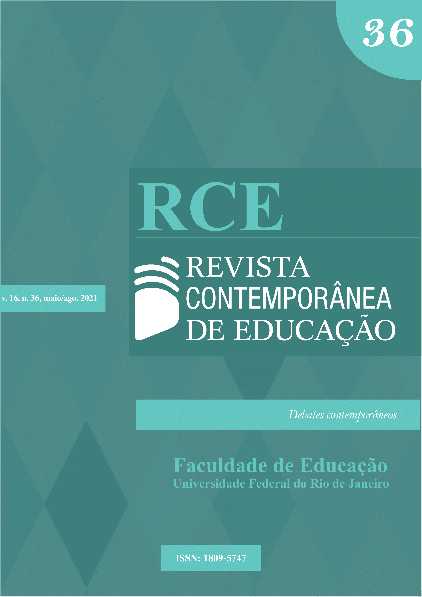 36
RCE
REVISTA
CONTEMPORÂNEA
DE EDUCAÇÃO
v. 16, n. 36, maio/ago. 2021
Debates contemporâneos
Faculdade de Educação
Universidade Federal do Rio de Janeiro
ISSN: 1809-5747